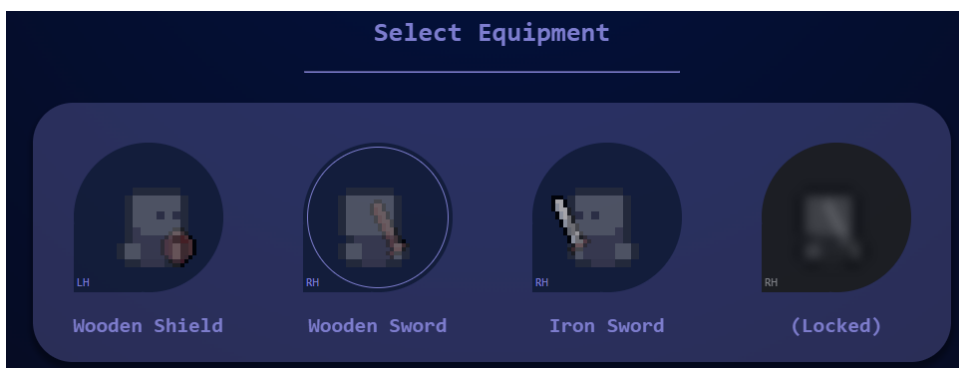 Select Equipment
LH
RH
RH
RH
Wooden Shield
Wooden Sword
Iron Sword
(Locked)